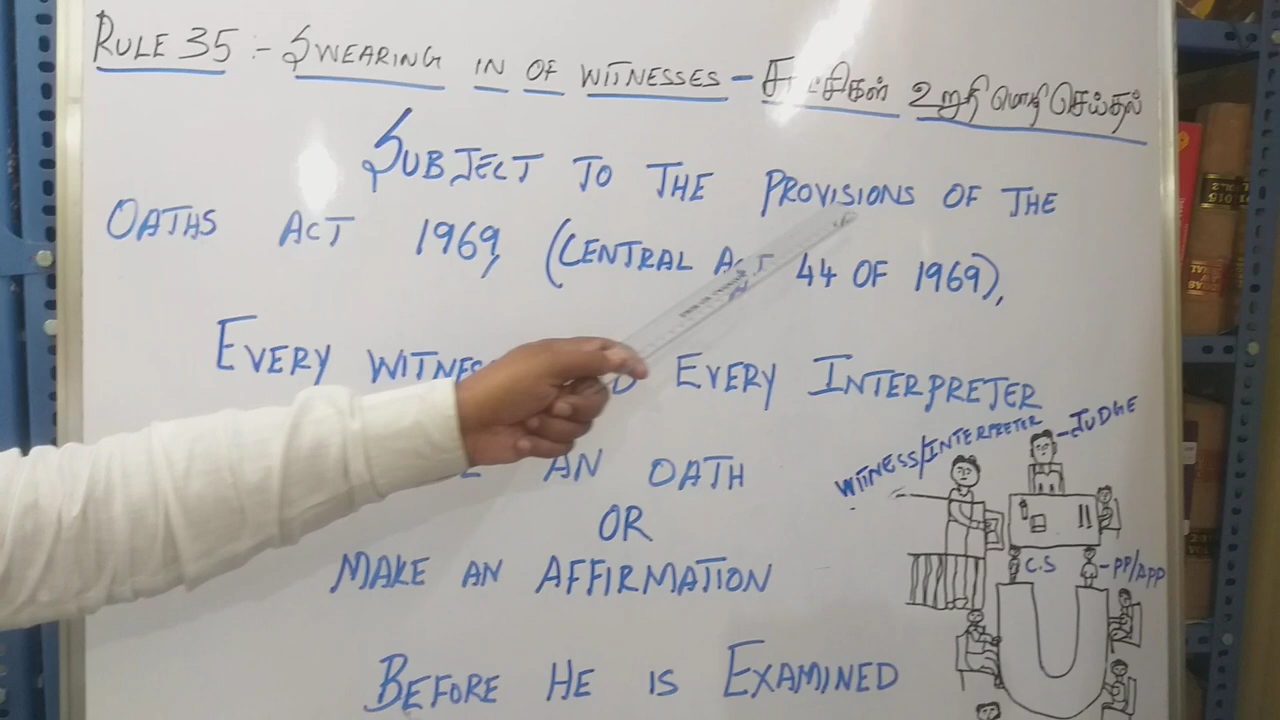 RULE 35 :- SWEARING IN OF WITNESSES - சாட்சிகள் உறுதிமொழி செய்தல்
SUBJECT TO THE PROVISIONS OF THE
OATHS ACT 1969, (CENTRAL ACT 44 OF 1969),
EVERY EVERY INTERPRETER
AN OATH
OR
MAKE AN AFFIRMATION
BEFORE HE IS EXAMINED
WITNESS/INTERPRETER
-JUDGE
C.S
-PP/APP